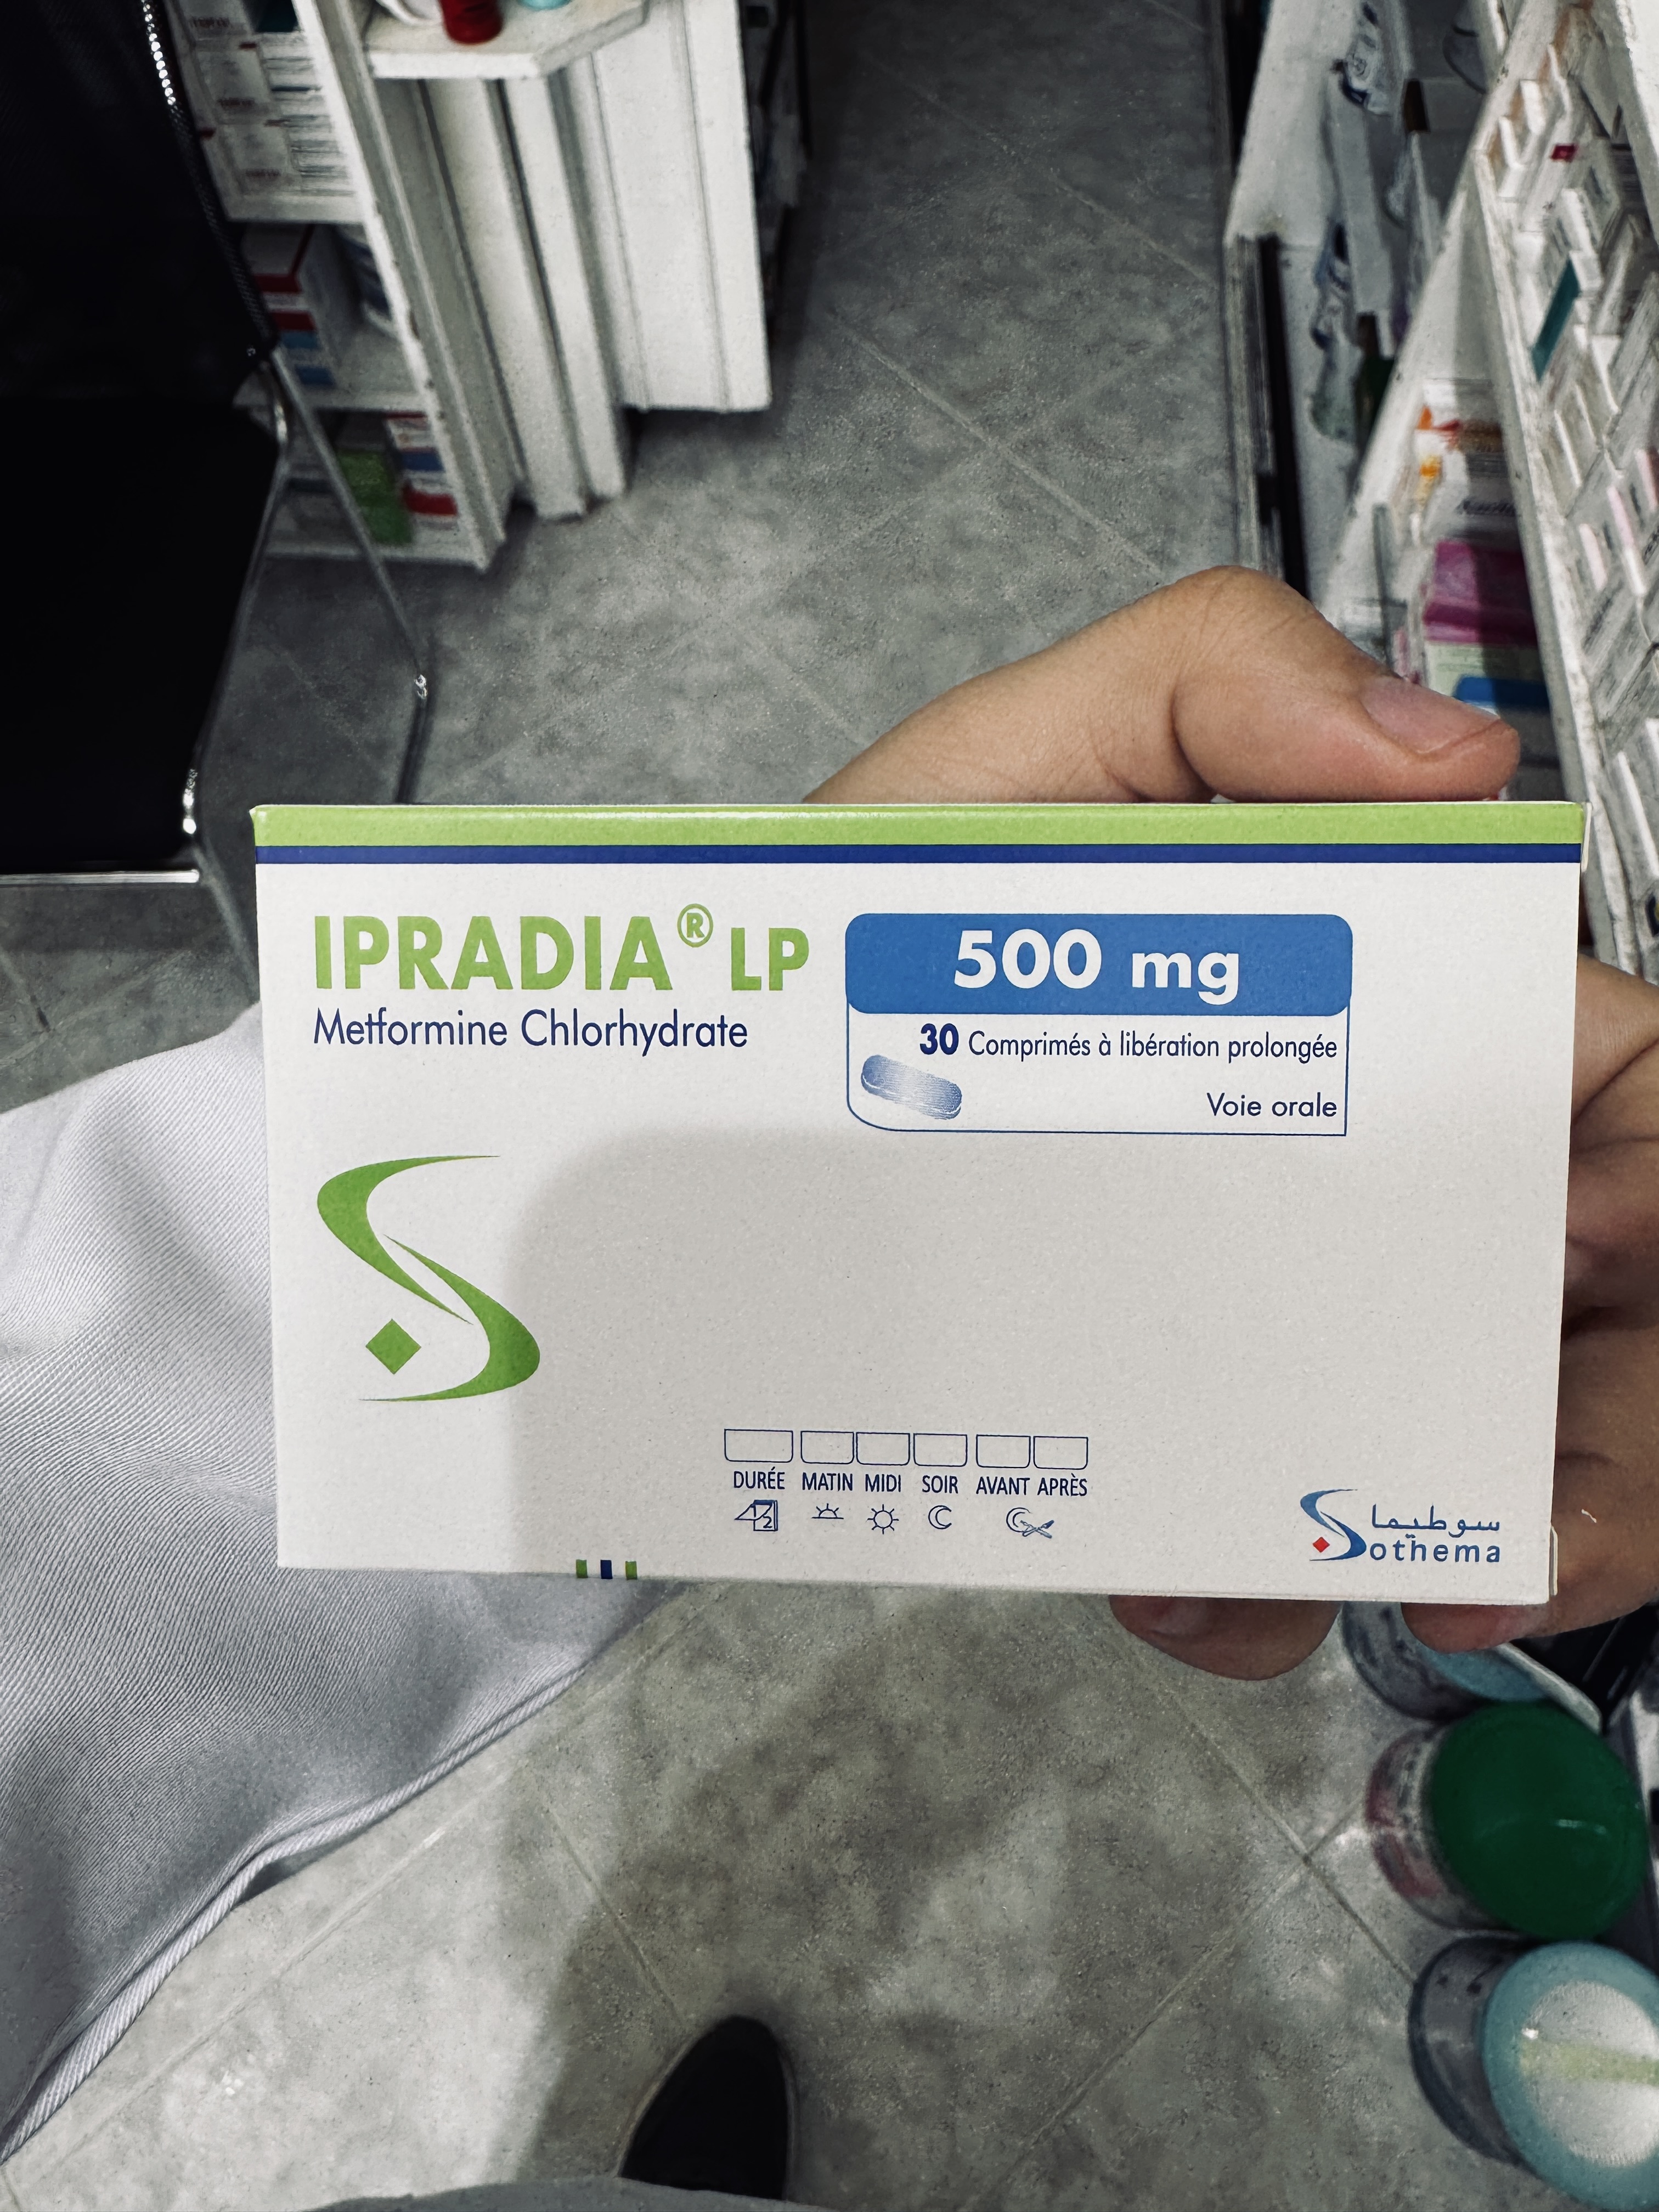 IPRADIA® LP
Metformine Chlorhydrate
500 mg
30 Comprimés à libération prolongée
Voie orale
DURÉE MATIN MIDI SOIR AVANT APRÈS
سوطيما
Sothema